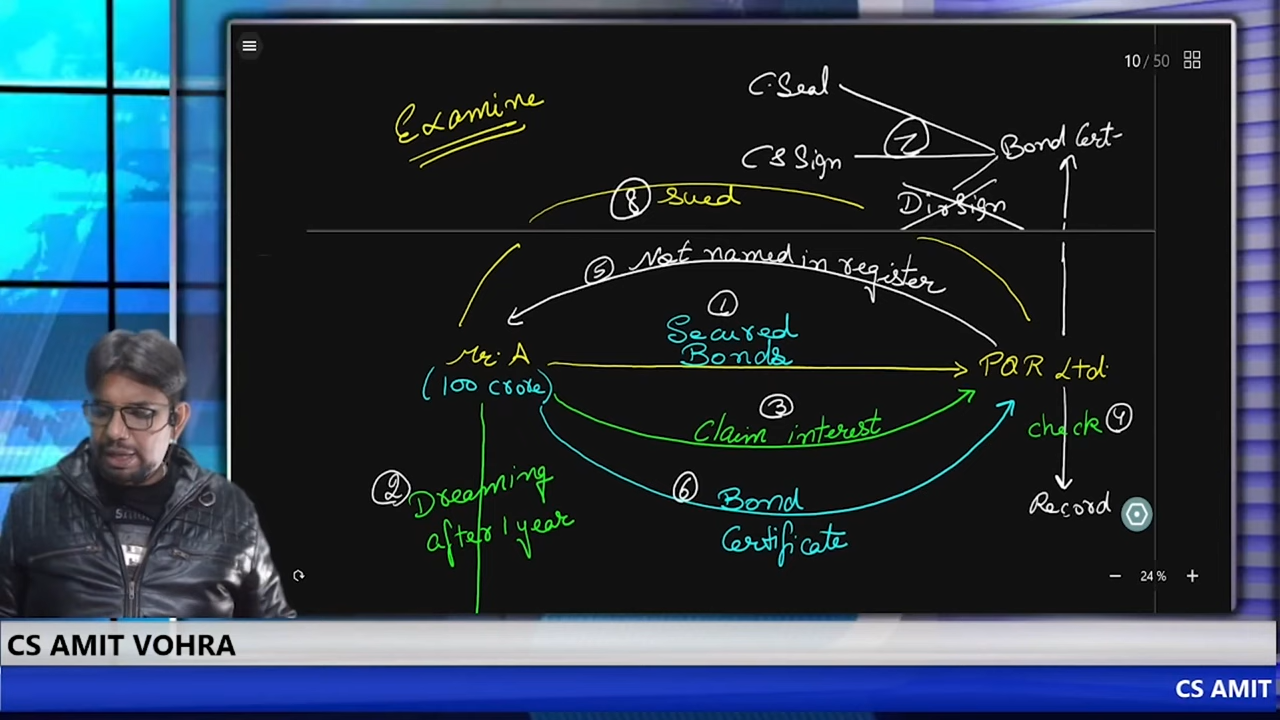 10 / 50
Examine
C.Seal
7
Bond Cert-
CS Sign
8 Sued
Dir Sign
5 Not named in register
1
Secured
Bonds
Mr. A
PQR Ltd.
(100 crore)
3
Claim interest
check 4
2 Dreaming
after 1 year
6 Bond
Certificate
Record
24 %
CS AMIT VOHRA
CS AMIT